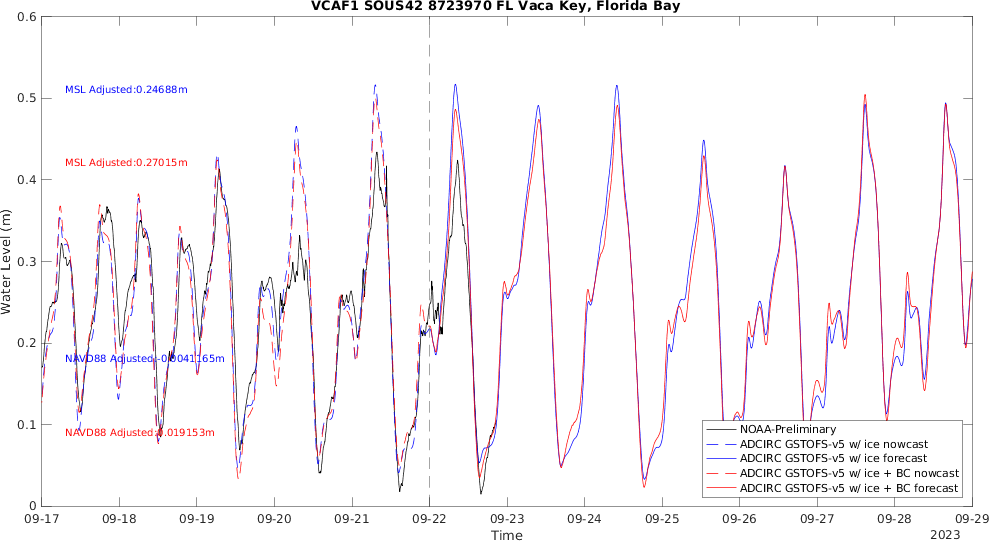 VCAF1 SOUS42 8723970 FL Vaca Key, Florida Bay
Water Level (m)
0.6
0.5
0.4
0.3
0.2
0.1
0
MSL Adjusted:0.24688m
MSL Adjusted:0.27015m
NAVD88 Adjusted:-0.0041165m
NAVD88 Adjusted:0.019153m
NOAA-Preliminary
ADCIRC GSTOFS-v5 w/ ice nowcast
ADCIRC GSTOFS-v5 w/ ice forecast
ADCIRC GSTOFS-v5 w/ ice + BC nowcast
ADCIRC GSTOFS-v5 w/ ice + BC forecast
09-17 09-18 09-19 09-20 09-21 09-22 09-23 09-24 09-25 09-26 09-27 09-28 09-29
Time
2023